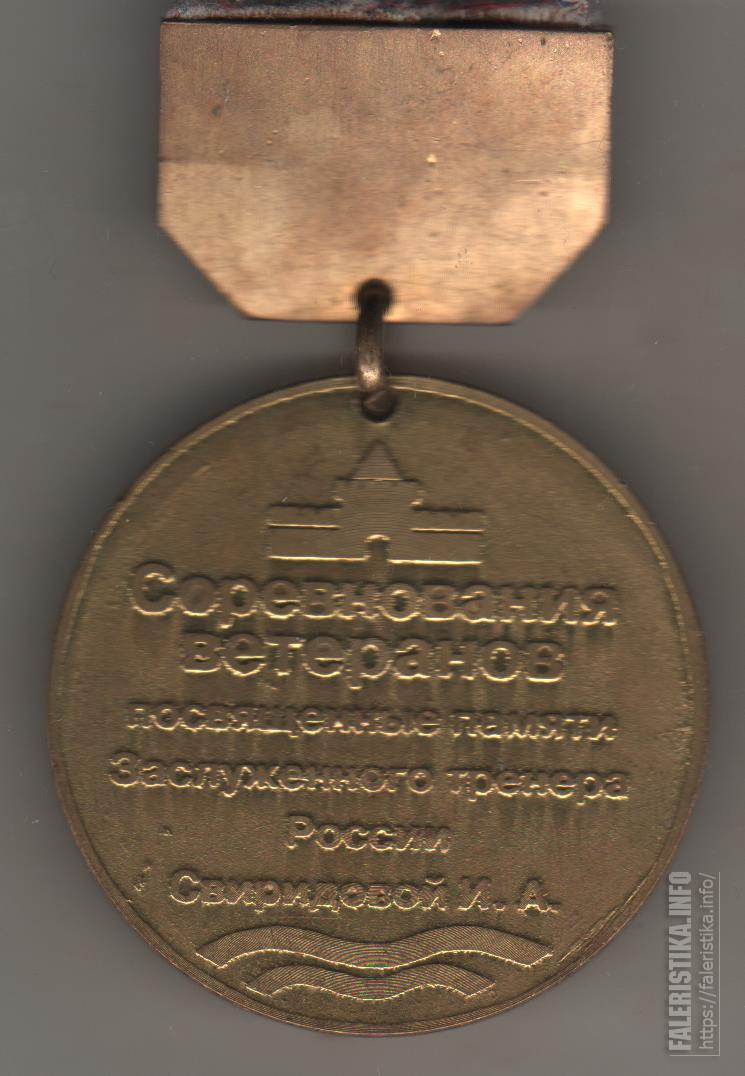 Соревнования
ветеранов
посвященные памяти
Заслуженного тренера
России
Свиридовой И. А.
FALERISTIKA.INFO
https://faleristika.info/